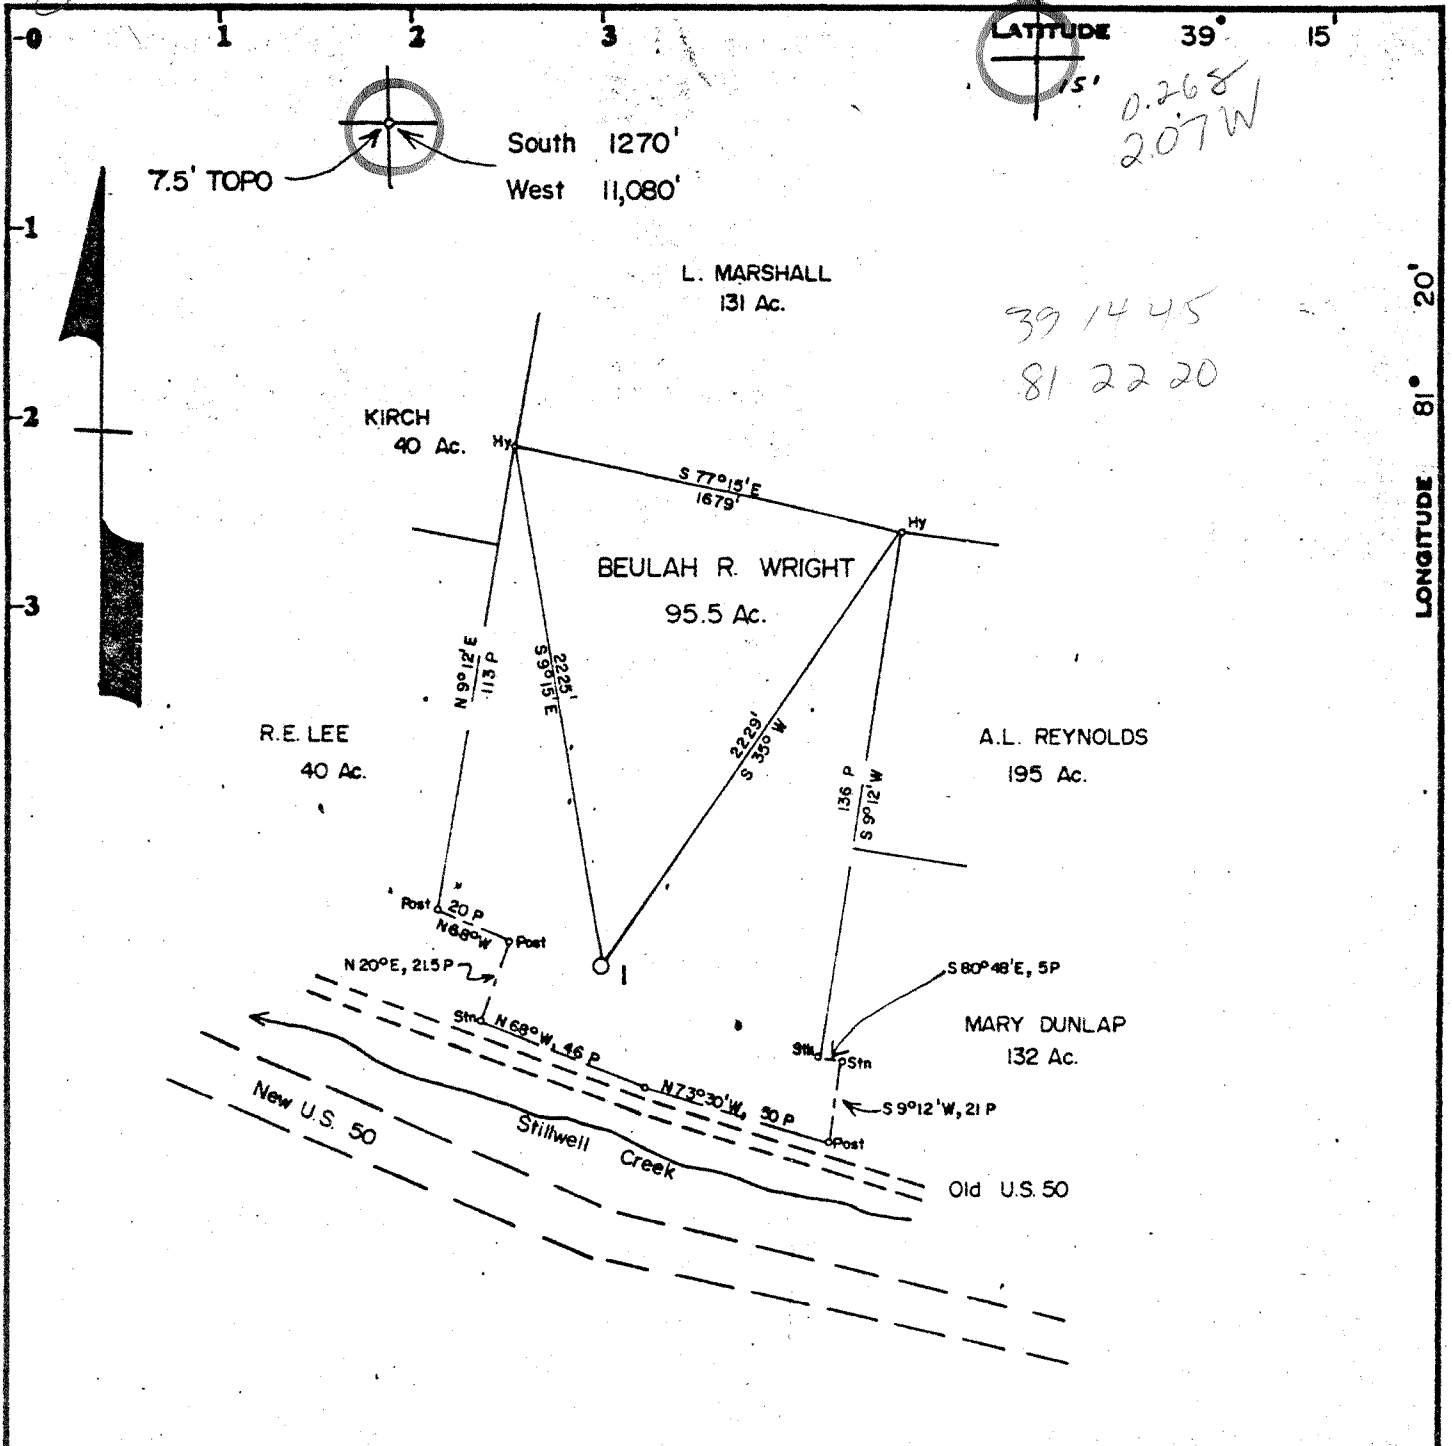 -0 1 2 3
LATITUDE 39° 15'
15'
0.268
2.07 W
South 1270'
7.5' TOPO
West 11,080'
-1
L. MARSHALL
131 Ac.
20'
39 14 45
81 22 20
81°
LONGITUDE
-2
KIRCH
40 Ac.
Hy
S 77° 15' E
1679'
Hy
BEULAH R. WRIGHT
95.5 Ac.
-3
N 9° 12' E
113 P
2225'
S 9° 15' E
2229'
S 35° W
R.E. LEE
40 Ac.
A.L. REYNOLDS
195 Ac.
136 P
S 9° 12' W
Post 20 P
N 68° W Post
N 20° E, 21.5 P
1
S 80° 48' E, 5 P
Stn N 68° W, 46 P
MARY DUNLAP
132 Ac.
Stn Stn
N 73° 30' W, 50 P
S 9° 12' W, 21 P
Post
New U.S. 50
Stillwell Creek
Old U.S. 50